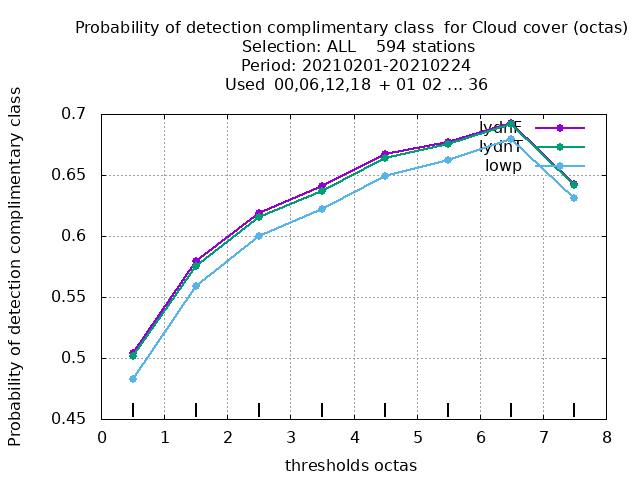 Probability of detection complimentary class  for Cloud cover (octas)
Selection: ALL    594 stations
Period: 20210201-20210224
Used  00,06,12,18  + 01 02 ... 36
Probability of detection complimentary class
0.7
0.65
0.6
0.55
0.5
0.45
lydnF
lydnT
lowp
0 1 2 3 4 5 6 7 8
thresholds octas